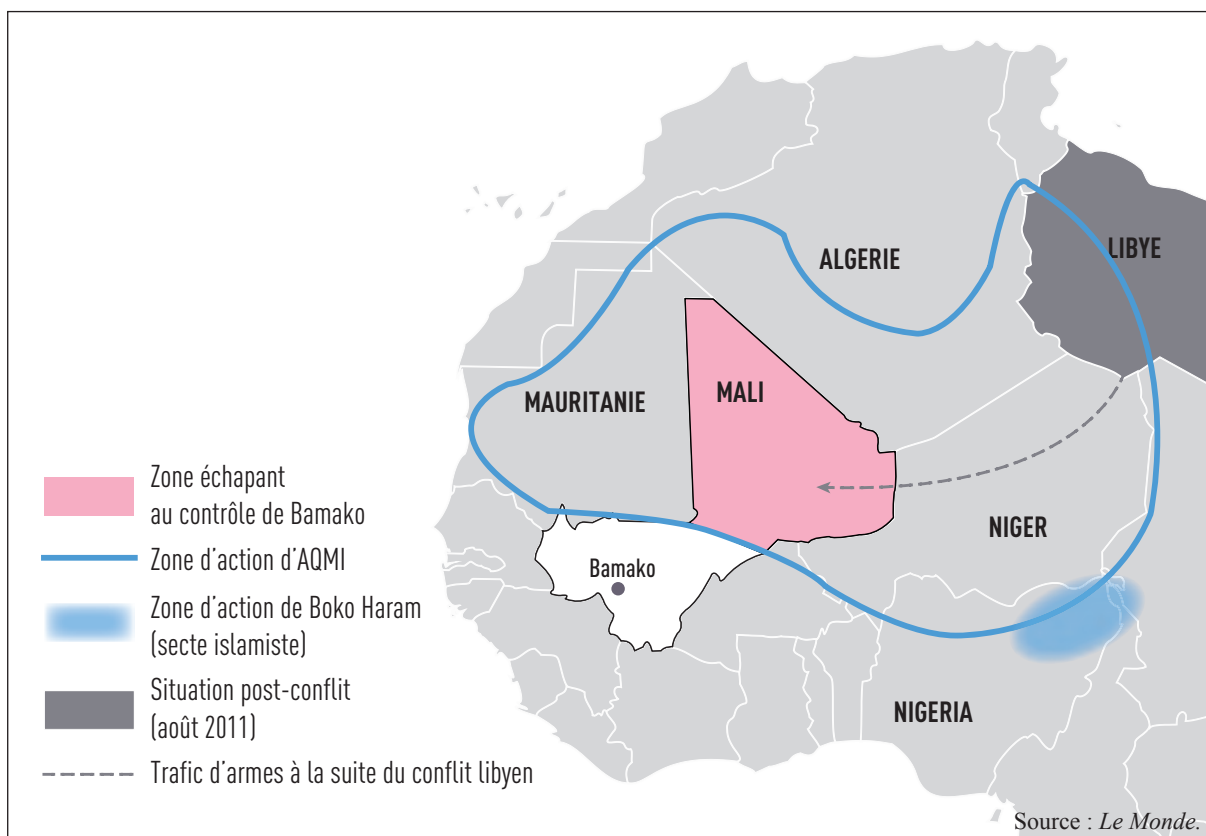 ALGERIE
LIBYE
MAURITANIE
MALI
NIGER
Bamako
NIGERIA
Zone échapant
au contrôle de Bamako
Zone d'action d'AQMI
Zone d'action de Boko Haram
(secte islamiste)
Situation post-conflit
(août 2011)
Trafic d'armes à la suite du conflit libyen
Source : Le Monde.